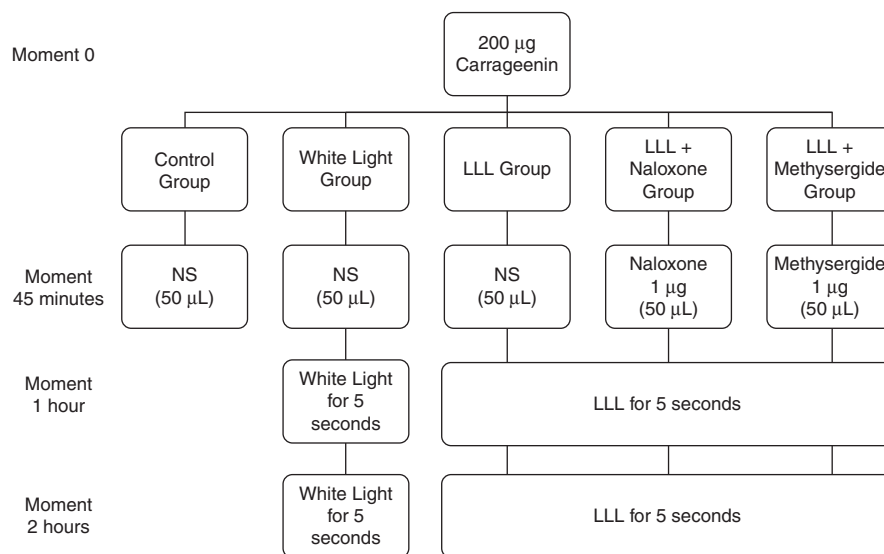 Moment 0
200 μg
Carrageenin
Control
Group
White Light
Group
LLL Group
LLL +
Naloxone
Group
LLL +
Methysergide
Group
Moment
45 minutes
NS
(50 μL)
NS
(50 μL)
NS
(50 μL)
Naloxone
1 μg
(50 μL)
Methysergide
1 μg
(50 μL)
Moment
1 hour
White Light
for 5
seconds
LLL for 5 seconds
Moment
2 hours
White Light
for 5
seconds
LLL for 5 seconds